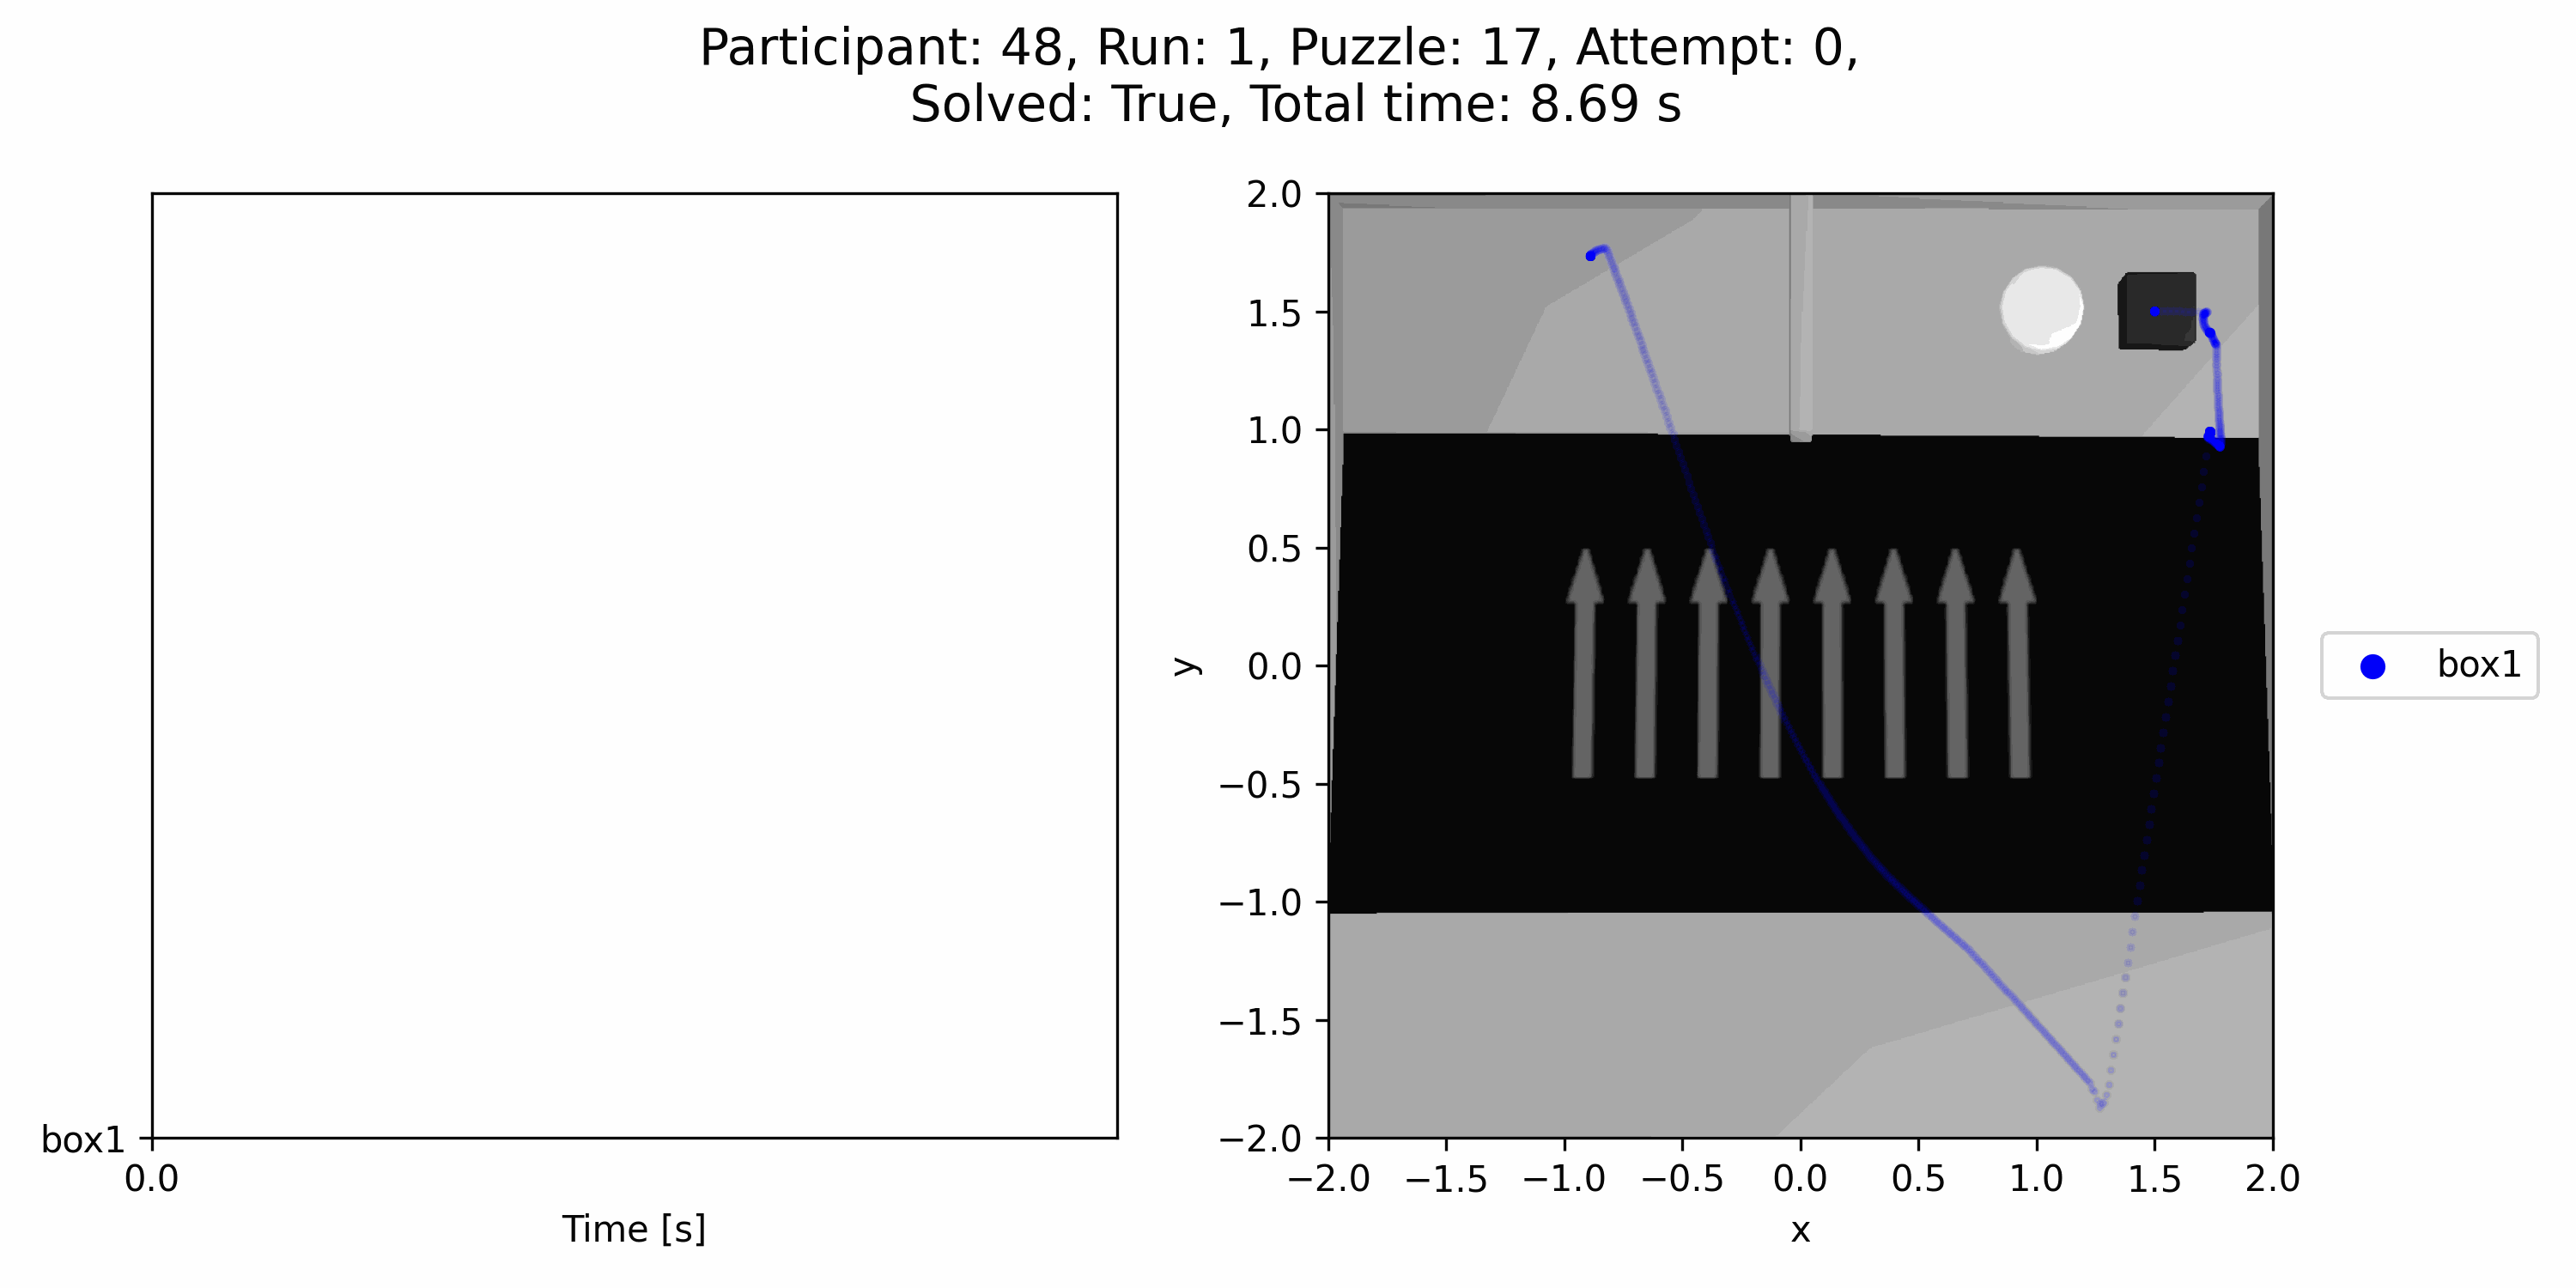 Participant: 48, Run: 1, Puzzle: 17, Attempt: 0,
Solved: True, Total time: 8.69 s
box1
0.0
Time [s]
2.0
1.5
1.0
0.5
0.0
−0.5
−1.0
−1.5
−2.0
y
−2.0 −1.5 −1.0 −0.5 0.0 0.5 1.0 1.5 2.0
x
box1